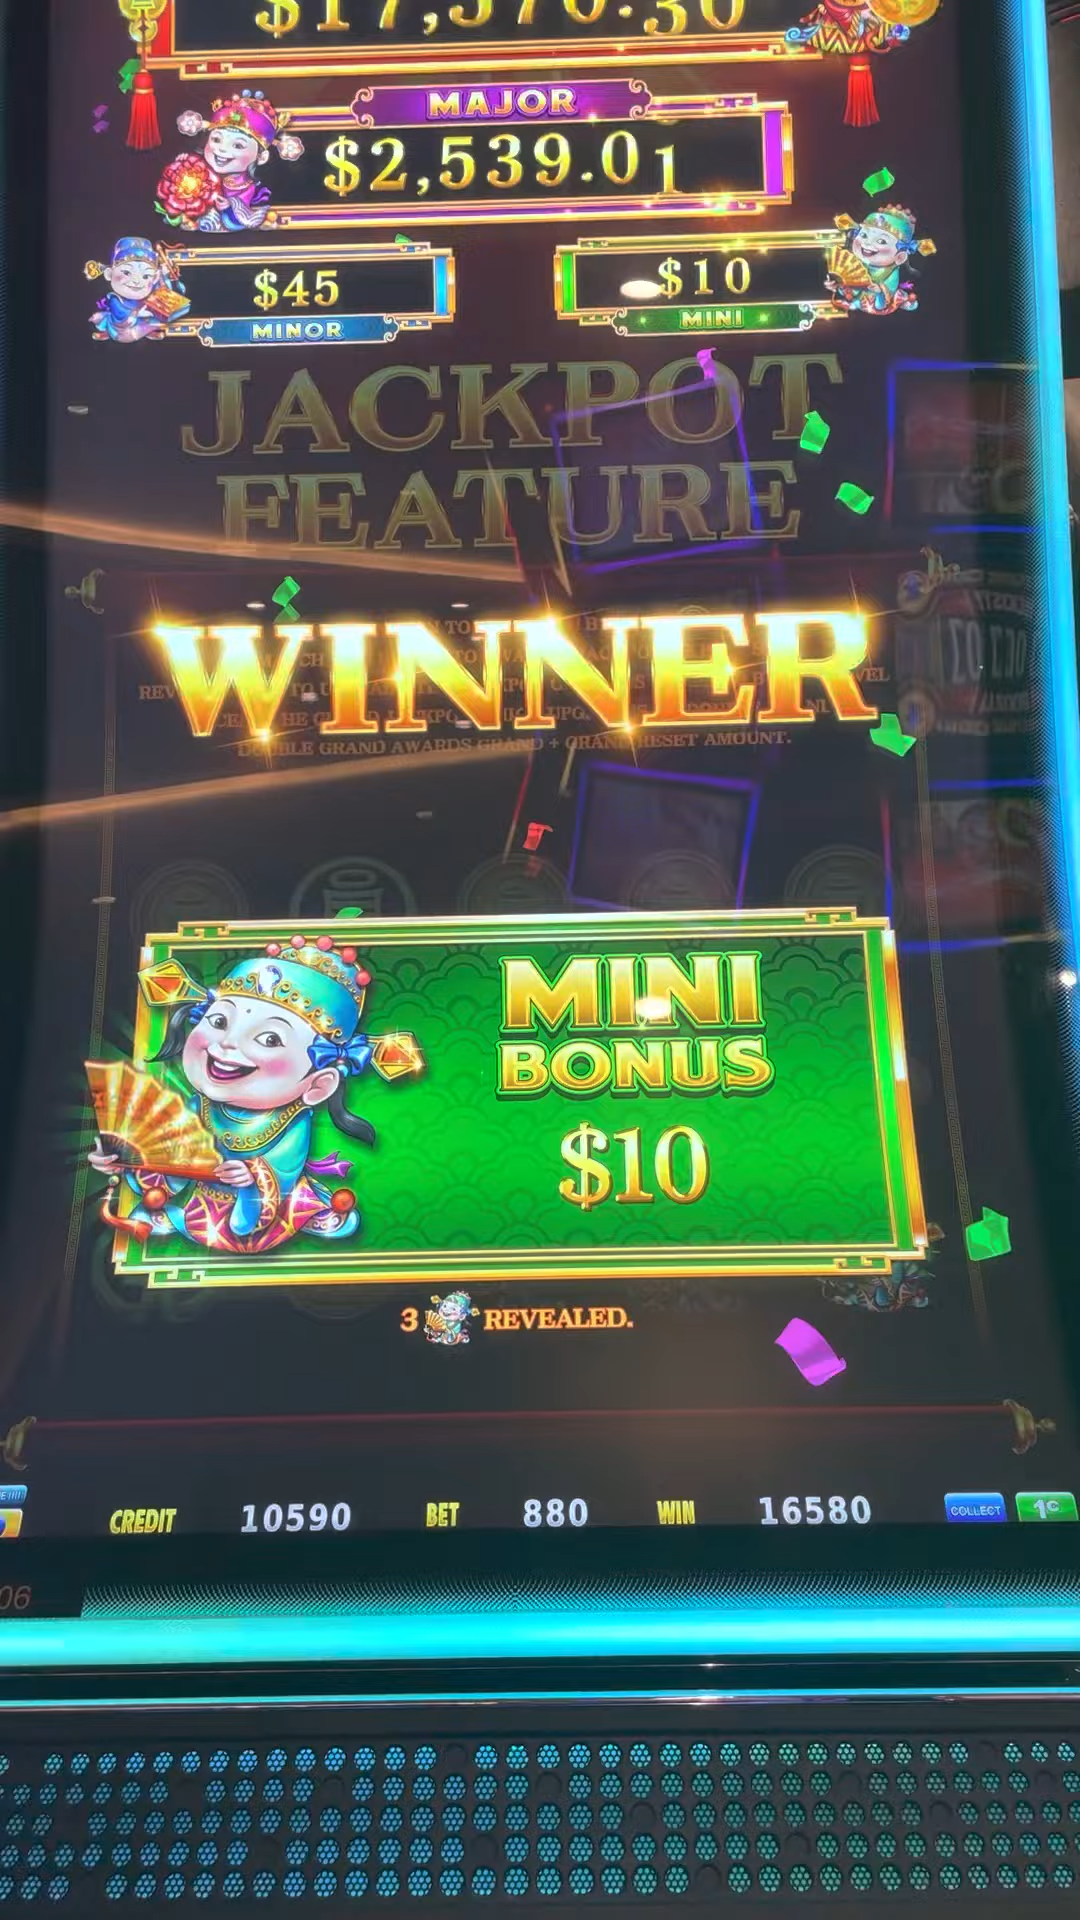 MAJOR
$2,539.01
$45
$10
MINOR
MINI
JACKPOT
FEATURE
WINNER
DOUBLE GRAND AWARDS GRAND + GRAND RESET AMOUNT.
MINI
BONUS
$10
3 REVEALED.
CREDIT 10590 BET 880 WIN 16580 COLLECT 1¢
06